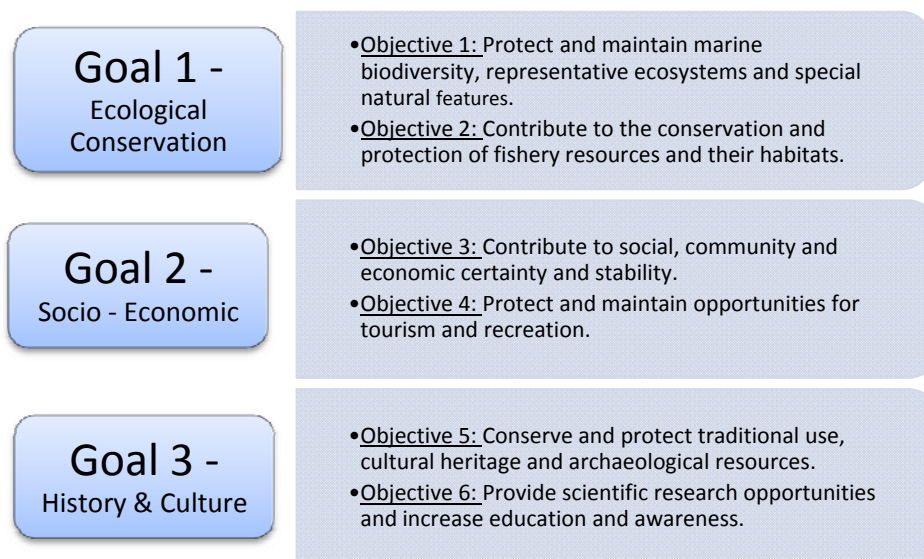 Goal 1 -
Ecological
Conservation
•Objective 1: Protect and maintain marine
biodiversity, representative ecosystems and special
natural features.
•Objective 2: Contribute to the conservation and
protection of fishery resources and their habitats.
Goal 2 -
Socio - Economic
•Objective 3: Contribute to social, community and
economic certainty and stability.
•Objective 4: Protect and maintain opportunities for
tourism and recreation.
Goal 3 -
History & Culture
•Objective 5: Conserve and protect traditional use,
cultural heritage and archaeological resources.
•Objective 6: Provide scientific research opportunities
and increase education and awareness.